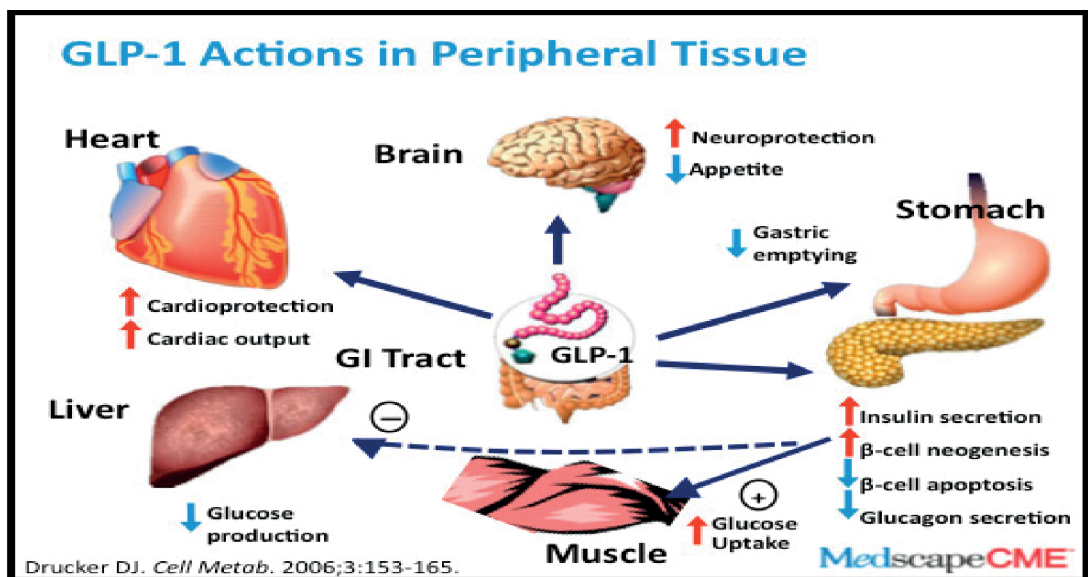 GLP-1 Actions in Peripheral Tissue
Heart
Brain
Neuroprotection
Appetite
Stomach
Gastric
emptying
Cardioprotection
Cardiac output
GI Tract
GLP-1
Liver
−
Insulin secretion
β-cell neogenesis
β-cell apoptosis
Glucagon secretion
+
Glucose
production
Glucose
Uptake
Muscle
MedscapeCME™
Drucker DJ. Cell Metab. 2006;3:153-165.